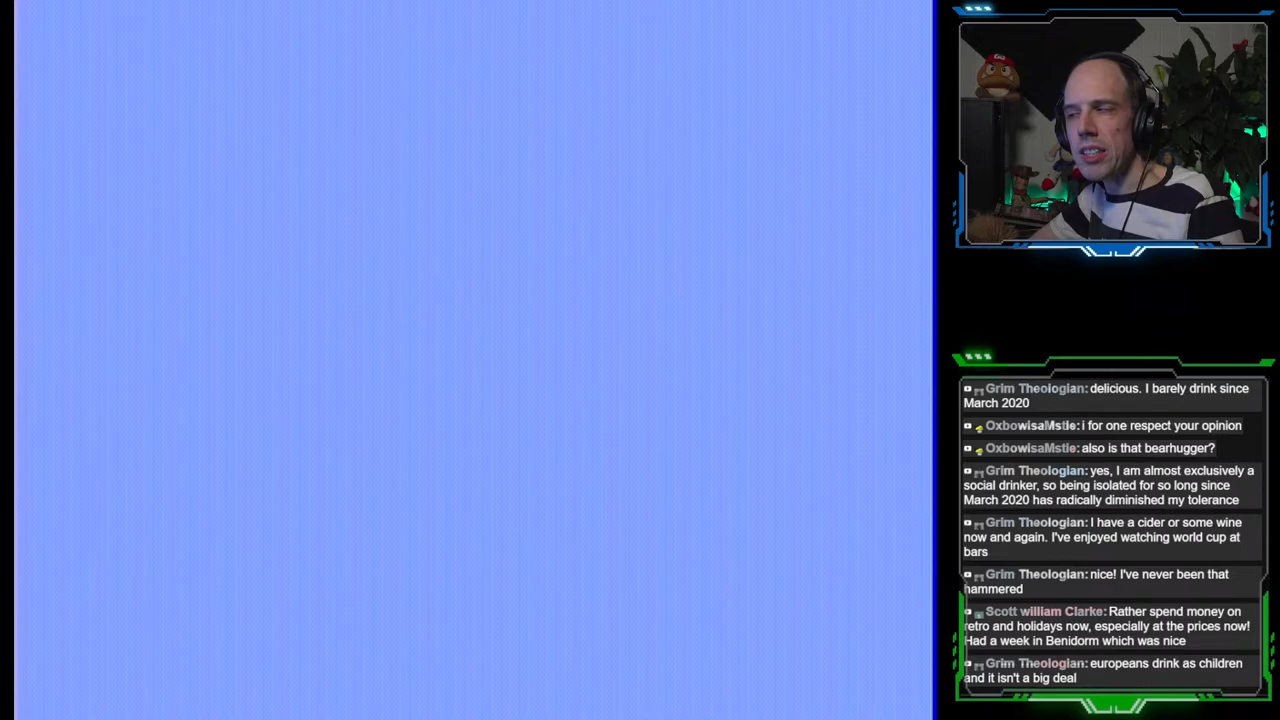 Grim Theologian: delicious. I barely drink since
March 2020
OxbowisaMstie: i for one respect your opinion
OxbowisaMstie: also is that bearhugger?
Grim Theologian: yes, I am almost exclusively a
social drinker, so being isolated for so long since
March 2020 has radically diminished my tolerance
Grim Theologian: I have a cider or some wine
now and again. I've enjoyed watching world cup at
bars
Grim Theologian: nice! I've never been that
hammered
Scott william Clarke: Rather spend money on
retro and holidays now, especially at the prices now!
Had a week in Benidorm which was nice
Grim Theologian: europeans drink as children
and it isn't a big deal